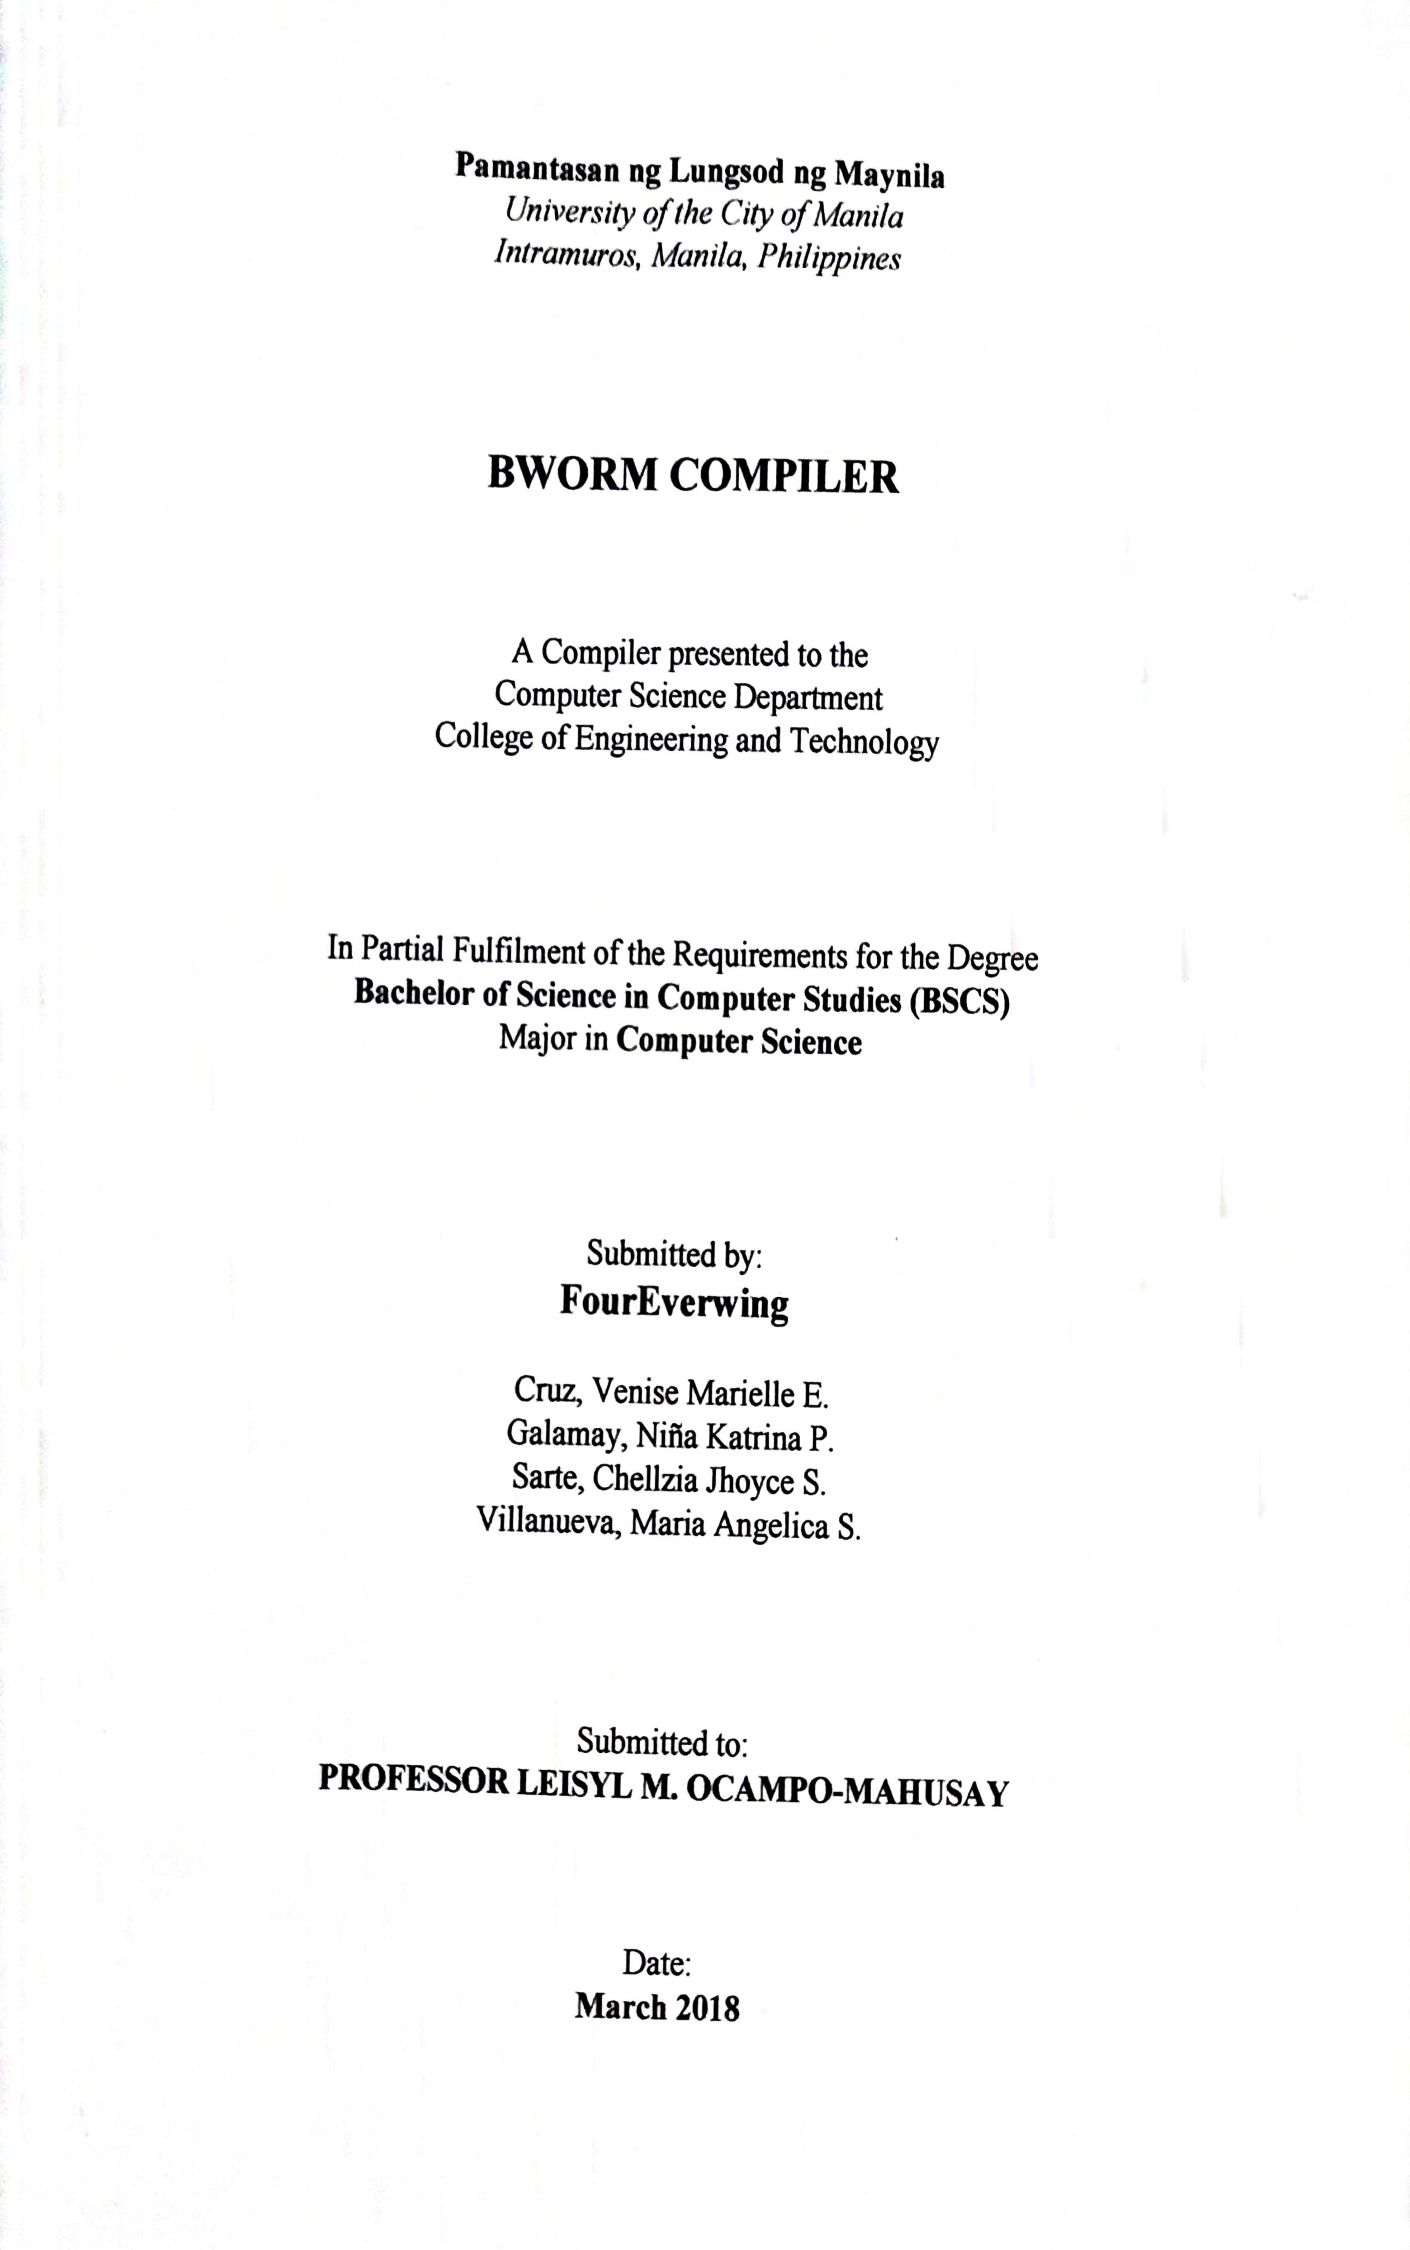 Pamantasan ng Lungsod ng Maynila
University of the City of Manila
Intramuros, Manila, Philippines
BWORM COMPILER
A Compiler presented to the
Computer Science Department
College of Engineering and Technology
In Partial Fulfilment of the Requirements for the Degree
Bachelor of Science in Computer Studies (BSCS)
Major in Computer Science
Submitted by:
FourEverwing
Cruz, Venise Marielle E.
Galamay, Niña Katrina P.
Sarte, Chellzia Jhoyce S.
Villanueva, Maria Angelica S.
Submitted to:
PROFESSOR LEISYL M. OCAMPO-MAHUSAY
Date:
March 2018